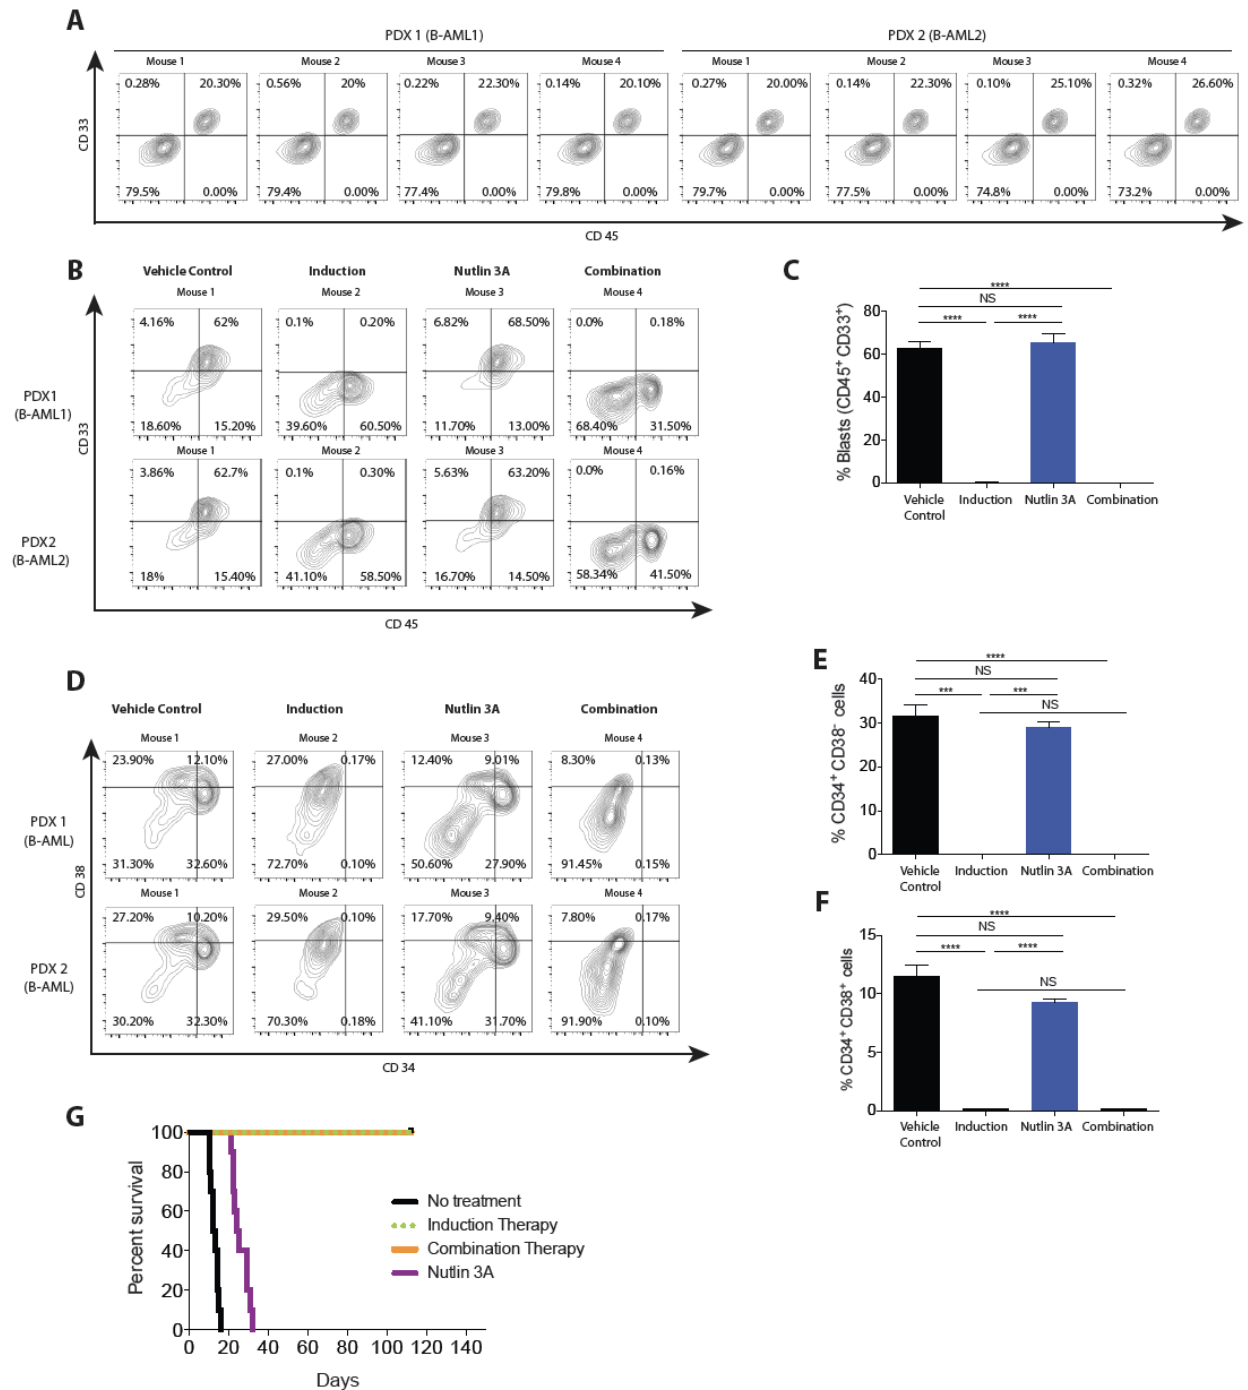 A
PDX 1 (B-AML1) PDX 2 (B-AML2)
Mouse 1 Mouse 2 Mouse 3 Mouse 4 Mouse 1 Mouse 2 Mouse 3 Mouse 4
0.28% 20.30% 0.56% 20% 0.22% 22.30% 0.14% 20.10% 0.27% 20.00% 0.14% 22.30% 0.10% 25.10% 0.32% 26.60%
CD 33
79.5% 0.00% 79.4% 0.00% 77.4% 0.00% 79.8% 0.00% 79.7% 0.00% 77.5% 0.00% 74.8% 0.00% 73.2% 0.00%
CD 45
B
Vehicle Control Induction Nutlin 3A Combination
Mouse 1 Mouse 2 Mouse 3 Mouse 4
4.16% 62% 0.1% 0.20% 6.82% 68.50% 0.0% 0.18%
PDX1
(B-AML1)
18.60% 15.20% 39.60% 60.50% 11.70% 13.00% 68.40% 31.50%
CD 33
Mouse 1 Mouse 2 Mouse 3 Mouse 4
3.86% 62.7% 0.1% 0.30% 5.63% 63.20% 0.0% 0.16%
PDX2
(B-AML2)
18% 15.40% 41.10% 58.50% 16.70% 14.50% 58.34% 41.50%
CD 45
C
****
NS
**** ****
% Blasts (CD45⁺ CD33⁺)
80
60
40
20
0
Vehicle Control Induction Nutlin 3A Combination
D
Vehicle Control Induction Nutlin 3A Combination
Mouse 1 Mouse 2 Mouse 3 Mouse 4
23.90% 12.10% 27.00% 0.17% 12.40% 9.01% 8.30% 0.13%
PDX 1
(B-AML)
31.30% 32.60% 72.70% 0.10% 50.60% 27.90% 91.45% 0.15%
CD 38
Mouse 1 Mouse 2 Mouse 3 Mouse 4
27.20% 10.20% 29.50% 0.10% 17.70% 9.40% 7.80% 0.17%
PDX 2
(B-AML)
30.20% 32.30% 70.30% 0.18% 41.10% 31.70% 91.90% 0.10%
CD 34
E
****
NS
*** ***
NS
% CD34⁺ CD38⁻ cells
40
30
20
10
0
Vehicle Control Induction Nutlin 3A Combination
F
****
NS
**** ****
NS
% CD34⁺ CD38⁺ cells
15
10
5
0
Vehicle Control Induction Nutlin 3A Combination
G
Percent survival
100
80
60
40
20
0
0 20 40 60 80 100 120 140
Days
No treatment
Induction Therapy
Combination Therapy
Nutlin 3A